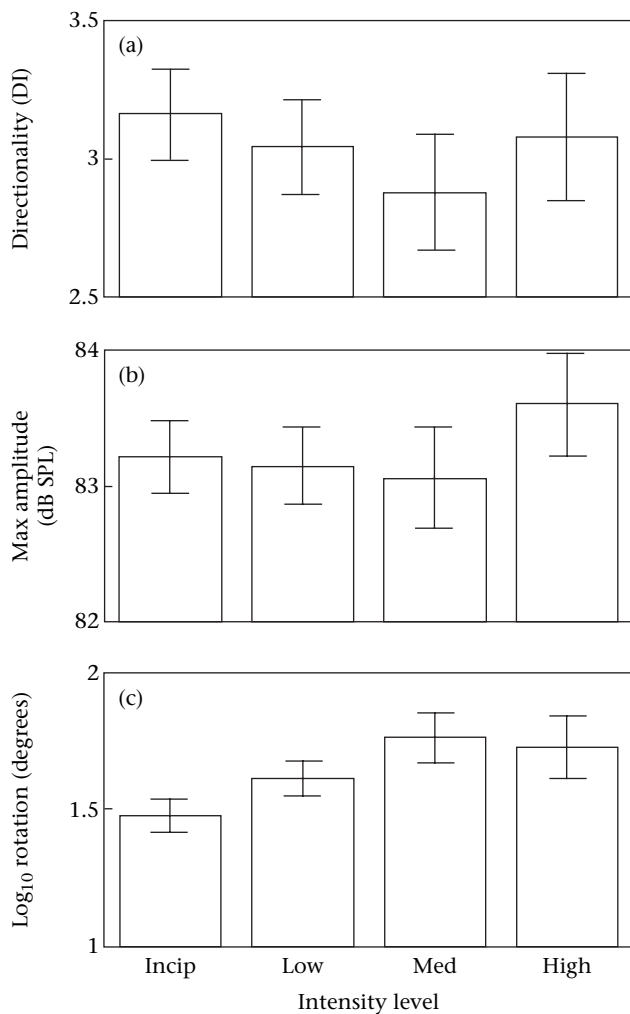 3.5
(a)
Directionality (DI)
3
2.5
84
(b)
Max amplitude
(dB SPL)
83
82
2
(c)
Log₁₀ rotation (degrees)
1.5
1
Incip Low Med High
Intensity level